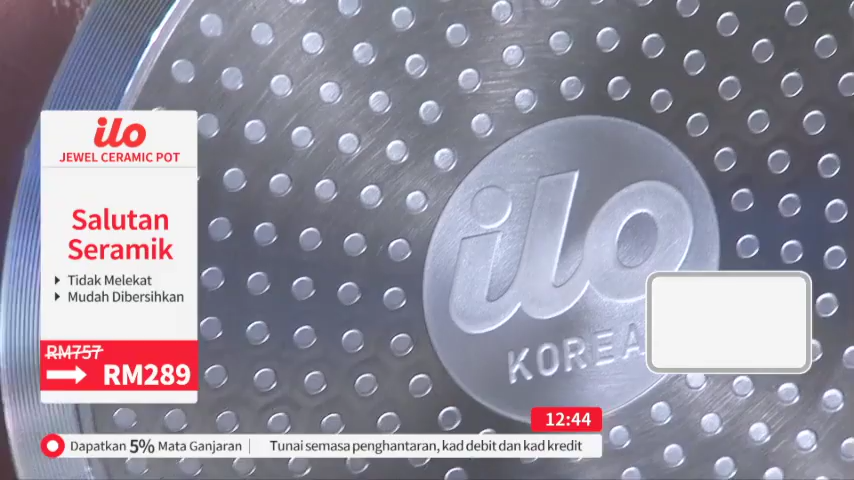 ilo
JEWEL CERAMIC POT
Salutan
Seramik
Tidak Melekat
Mudah Dibersihkan
RM757
RM289
ilo
KOREA
12:44
Dapatkan 5% Mata Ganjaran
Tunai semasa penghantaran, kad debit dan kad kredit